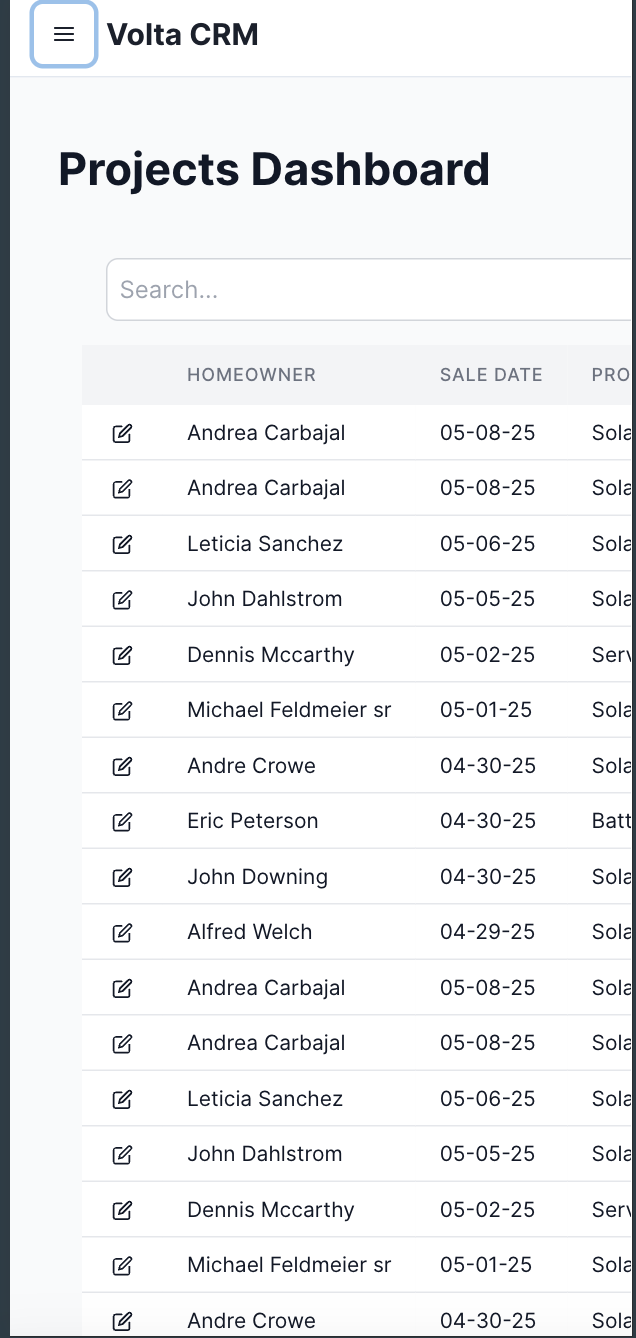 Volta CRM
Projects Dashboard
Search...
HOMEOWNER SALE DATE PRO
Andrea Carbajal 05-08-25 Sola
Andrea Carbajal 05-08-25 Sola
Leticia Sanchez 05-06-25 Sola
John Dahlstrom 05-05-25 Sola
Dennis Mccarthy 05-02-25 Serv
Michael Feldmeier sr 05-01-25 Sola
Andre Crowe 04-30-25 Sola
Eric Peterson 04-30-25 Batt
John Downing 04-30-25 Sola
Alfred Welch 04-29-25 Sola
Andrea Carbajal 05-08-25 Sola
Andrea Carbajal 05-08-25 Sola
Leticia Sanchez 05-06-25 Sola
John Dahlstrom 05-05-25 Sola
Dennis Mccarthy 05-02-25 Serv
Michael Feldmeier sr 05-01-25 Sola
Andre Crowe 04-30-25 Sola